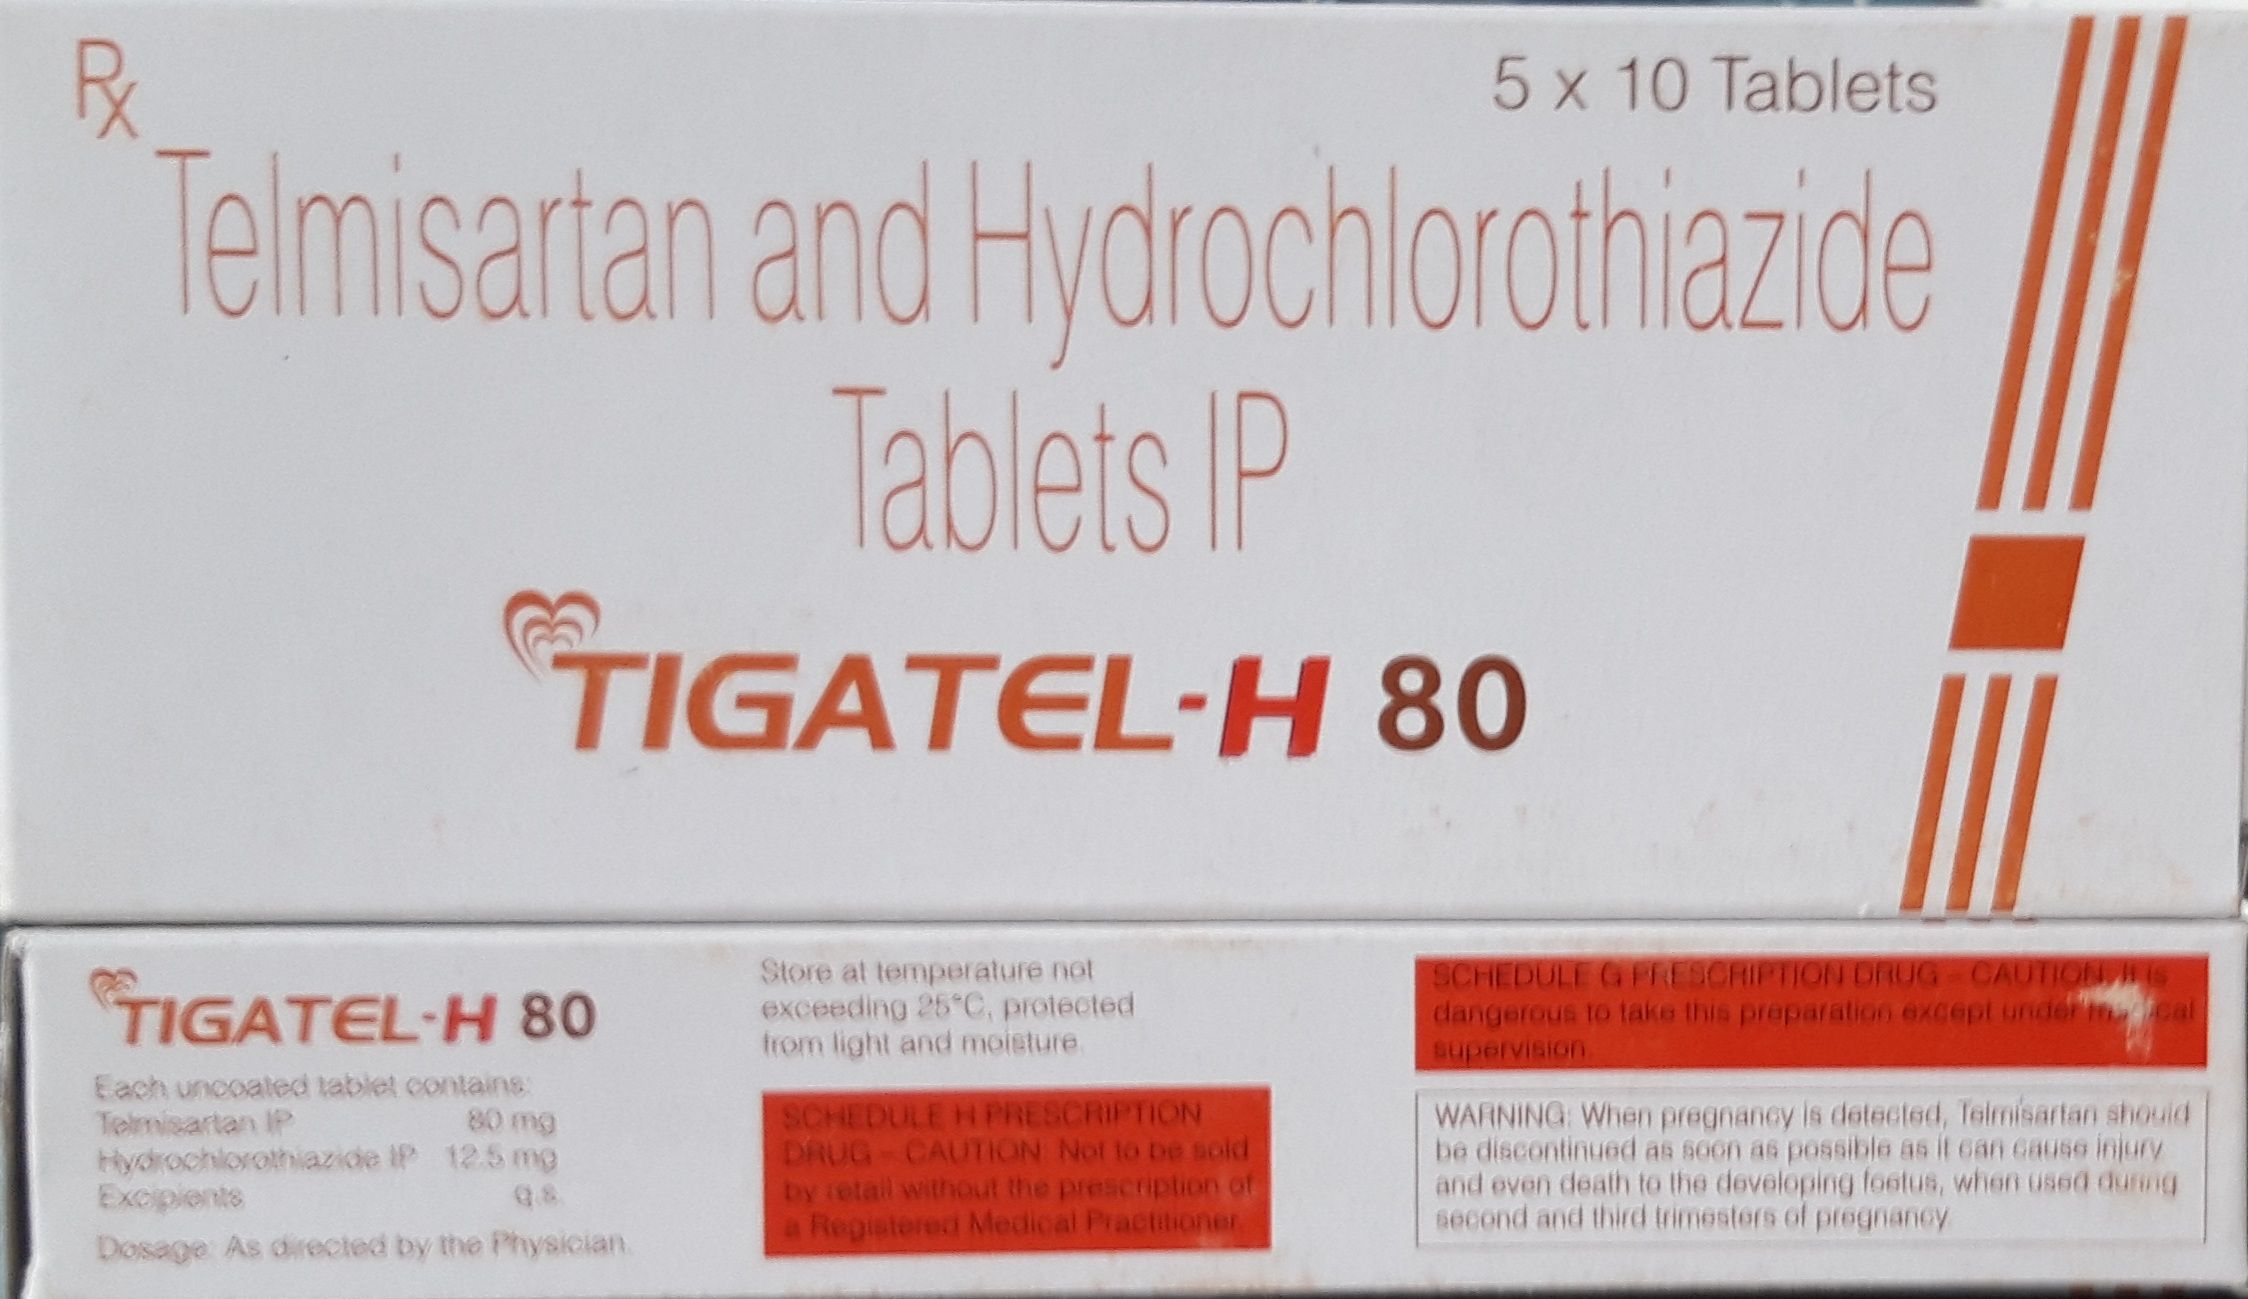 Rx
5 x 10 Tablets
Telmisartan and Hydrochlorothiazide
Tablets IP
TIGATEL-H 80
TIGATEL-H 80
Each uncoated tablet contains:
Telmisartan IP 80 mg
Hydrochlorothiazide IP 12.5 mg
Excipients q.s.
Dosage: As directed by the Physician.
Store at temperature not
exceeding 25°C, protected
from light and moisture.
SCHEDULE H PRESCRIPTION
DRUG – CAUTION: Not to be sold
by retail without the prescription of
a Registered Medical Practitioner.
SCHEDULE G PRESCRIPTION DRUG – CAUTION: It is
dangerous to take this preparation except under medical
supervision.
WARNING: When pregnancy is detected, Telmisartan should
be discontinued as soon as possible as it can cause injury
and even death to the developing foetus, when used during
second and third trimesters of pregnancy.